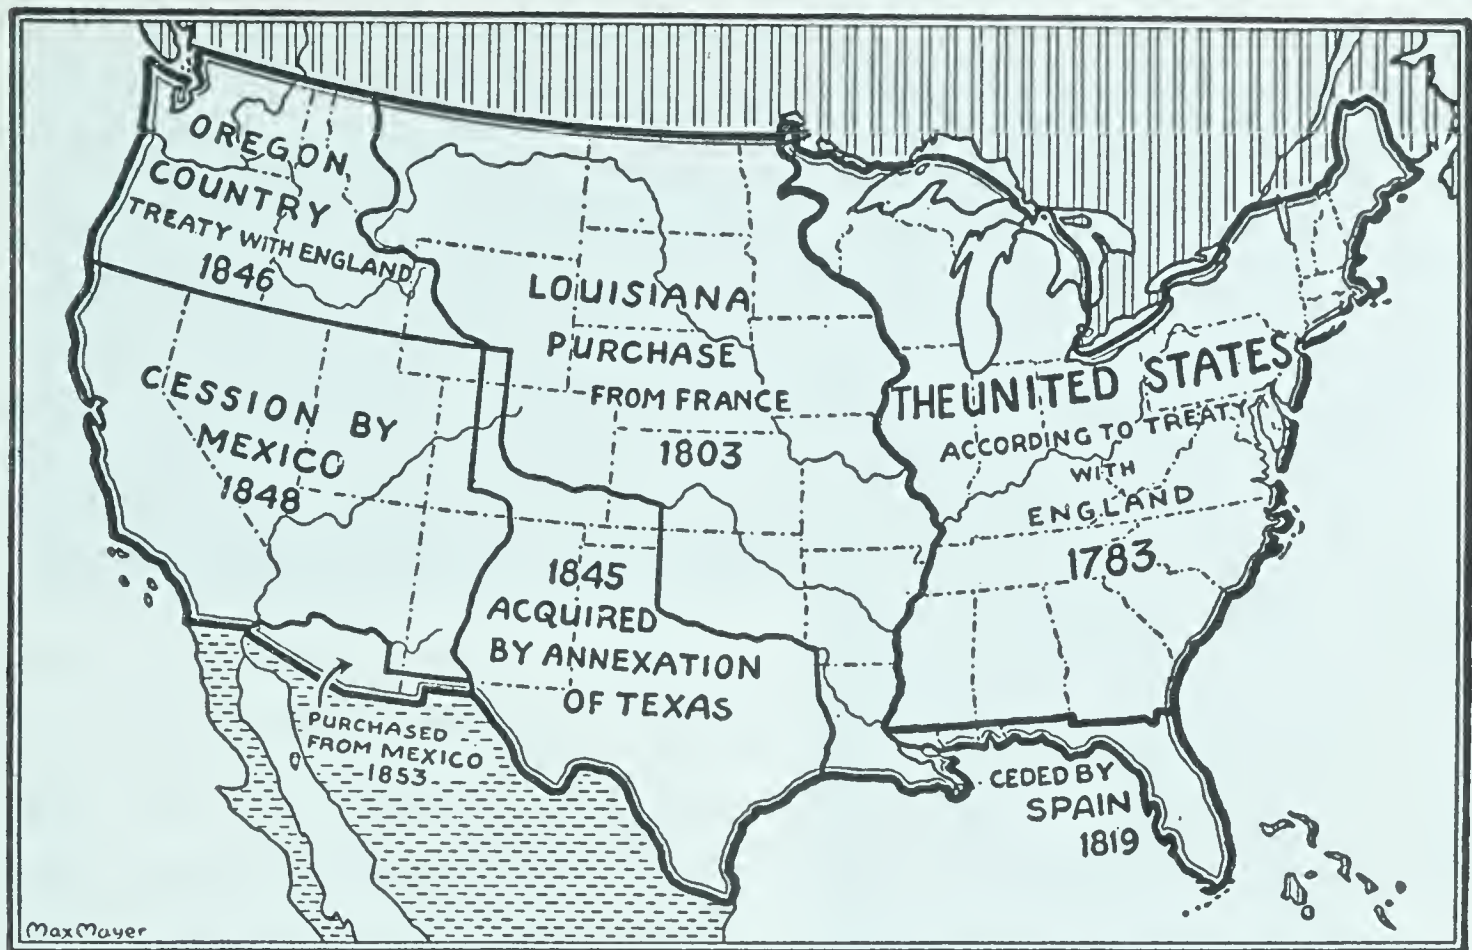 OREGON
COUNTRY
TREATY WITH ENGLAND
1846
CESSION BY
MEXICO
1848
LOUISIANA
PURCHASE
FROM FRANCE
1803
THE UNITED STATES
ACCORDING TO TREATY
WITH
ENGLAND
1783
1845
ACQUIRED
BY ANNEXATION
OF TEXAS
PURCHASED
FROM MEXICO
1853
CEDED BY
SPAIN
1819
Max Mayer